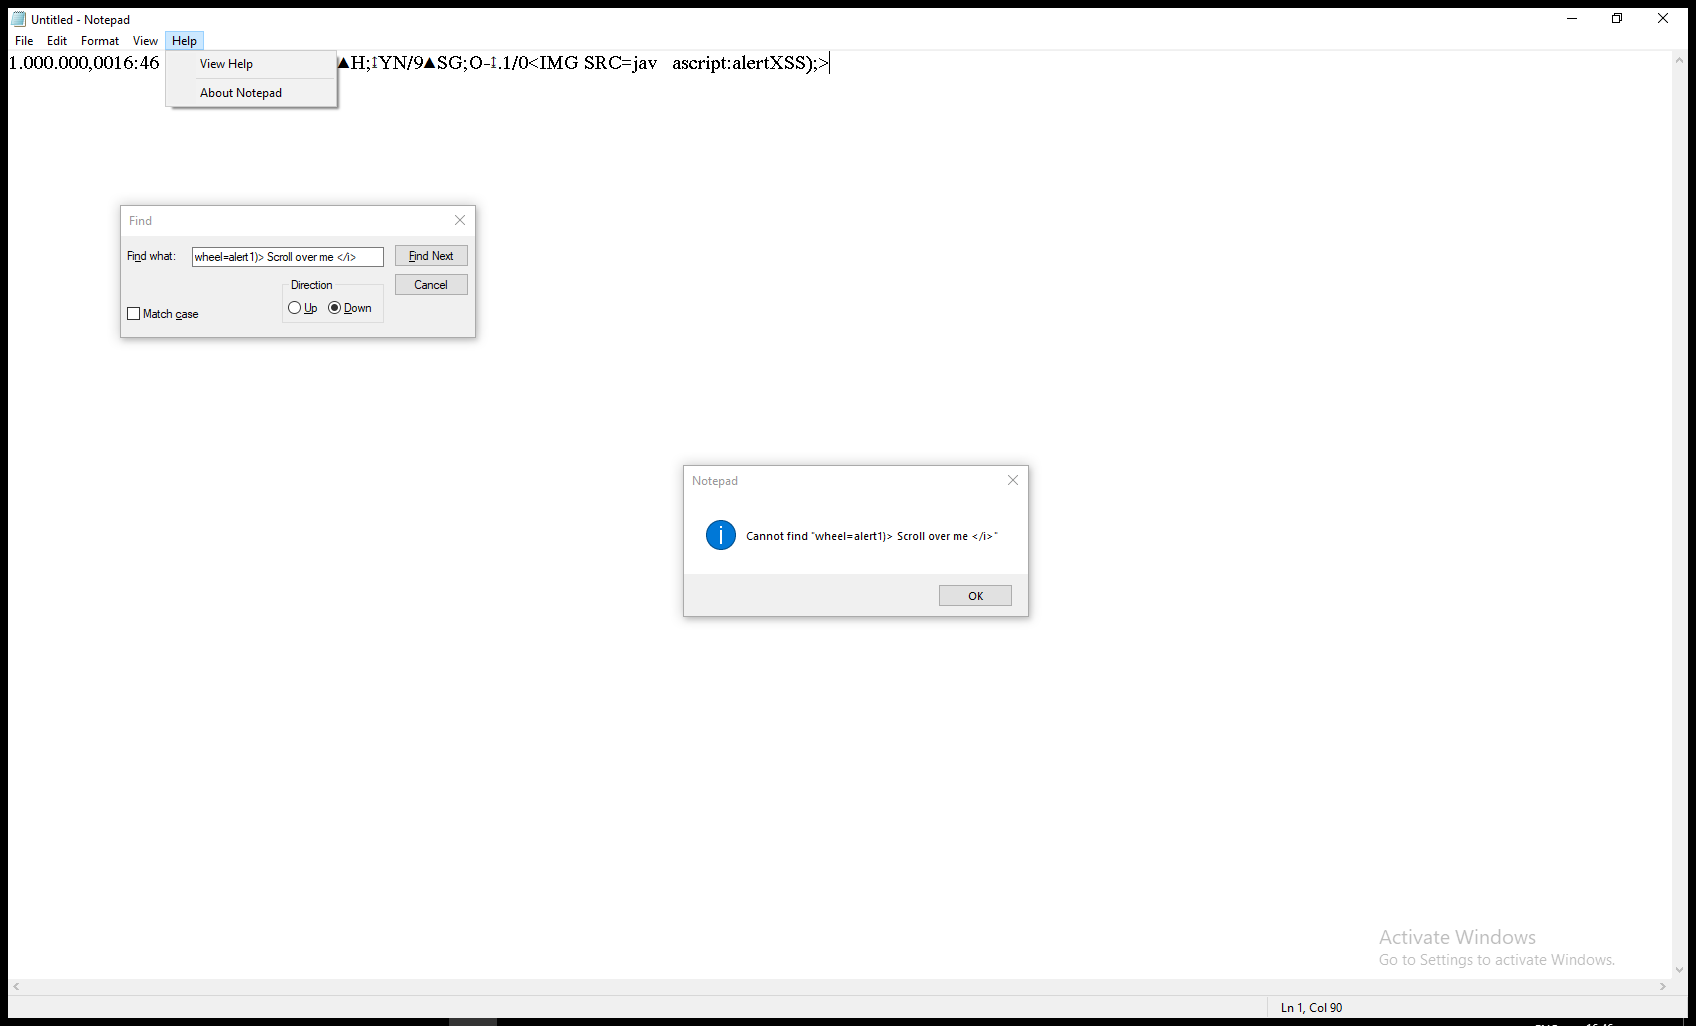 Untitled - Notepad
File Edit Format View Help
1.000.000,0016:46
▲H;↨YN/9▲SG;O-↨.1/0<IMG SRC=jav ascript:alertXSS);>
View Help
About Notepad
Find
Find what: wheel=alert1)> Scroll over me </i> Find Next
Direction Cancel
Up Down
Match case
Notepad
Cannot find "wheel=alert1)> Scroll over me </i>"
OK
Activate Windows
Go to Settings to activate Windows.
Ln 1, Col 90